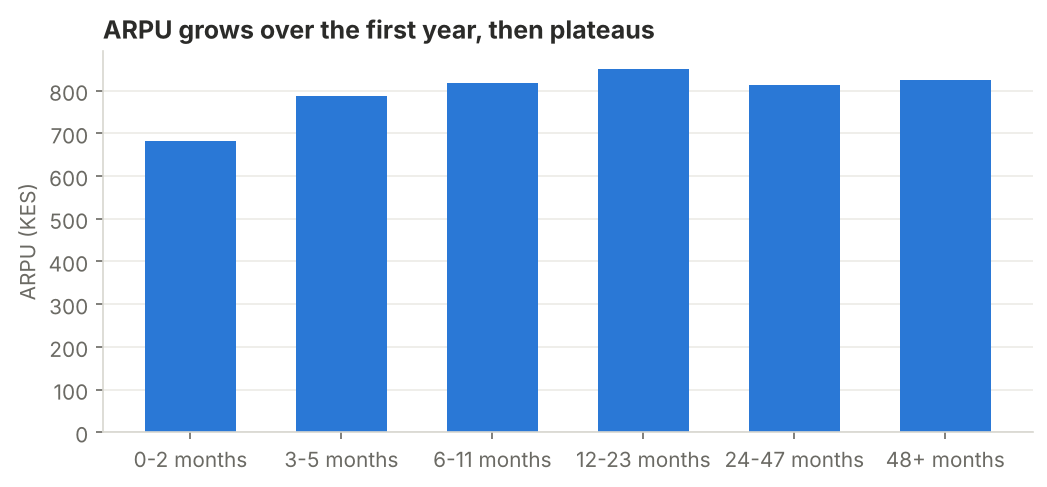 ARPU grows over the first year, then plateaus
ARPU (KES)
800
700
600
500
400
300
200
100
0
0-2 months
3-5 months
6-11 months
12-23 months
24-47 months
48+ months